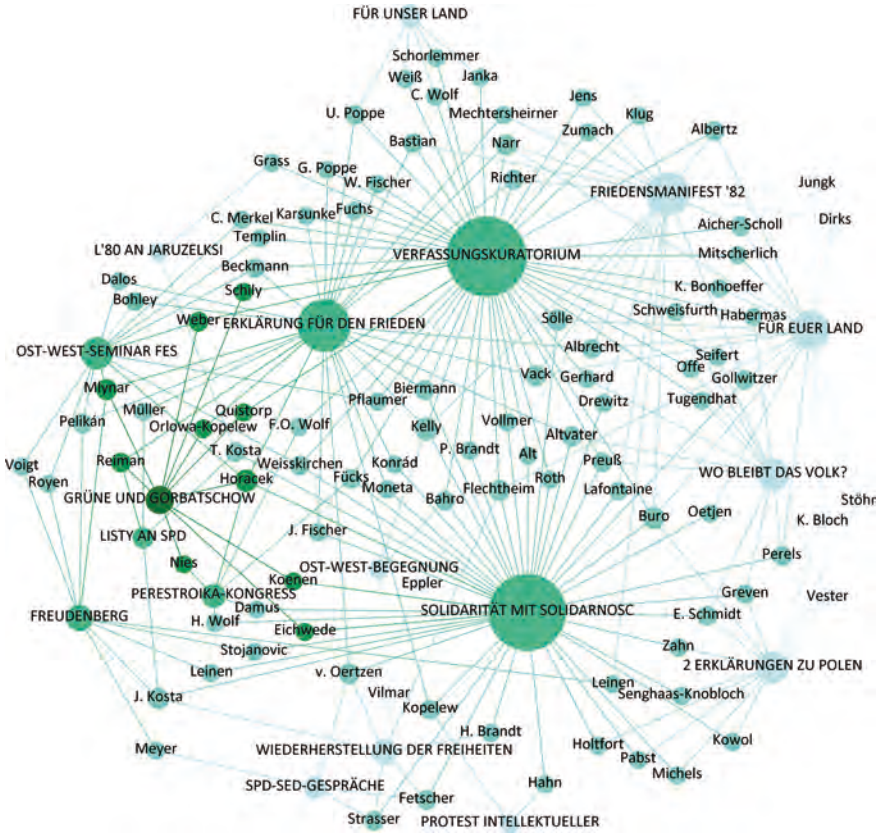 FÜR UNSER LAND
Schorlemmer
Weiß
Janka
C. Wolf
Jens
U. Poppe
Mechtersheirner
Klug
Zumach
Albertz
Bastian
Narr
Grass
G. Poppe
W. Fischer
Richter
FRIEDENSMANIFEST '82
Jungk
C. Merkel
Karsunke
Fuchs
Aicher-Scholl
Dirks
Templin
L'80 AN JARUZELKSI
VERFASSUNGSKURATORIUM
Mitscherlich
Beckmann
Dalos
Schily
K. Bonhoeffer
Bohley
Schweisfurth
Habermas
Weber
ERKLÄRUNG FÜR DEN FRIEDEN
Sölle
FÜR EUER LAND
OST-WEST-SEMINAR FES
Albrecht
Seifert
Offe
Mlynar
Vack
Gerhard
Gollwitzer
Biermann
Pflaumer
Drewitz
Tugendhat
Müller
Quistorp
Pelikán
Orlowa-Kopelew
F.O. Wolf
Kelly
Vollmer
Altvater
T. Kosta
P. Brandt
Alt
Voigt
Reiman
Weisskirchen
Konrád
Preuß
WO BLEIBT DAS VOLK?
Royen
Horacek
Fücks
Moneta
Flechtheim
Roth
Lafontaine
GRÜNE UND GORBATSCHOW
Bahro
Stöhr
Buro
Oetjen
K. Bloch
LISTY AN SPD
J. Fischer
Perels
Nies
OST-WEST-BEGEGNUNG
Koenen
Eppler
PERESTROIKA-KONGRESS
Greven
Vester
FREUDENBERG
Damus
SOLIDARITÄT MIT SOLIDARNOSC
E. Schmidt
H. Wolf
Eichwede
Stojanovic
Zahn
Leinen
v. Oertzen
2 ERKLÄRUNGEN ZU POLEN
J. Kosta
Vilmar
Leinen
Senghaas-Knobloch
Kopelew
Meyer
H. Brandt
WIEDERHERSTELLUNG DER FREIHEITEN
Holtfort
Kowol
Pabst
SPD-SED-GESPRÄCHE
Hahn
Michels
Fetscher
Strasser
PROTEST INTELLEKTUELLER